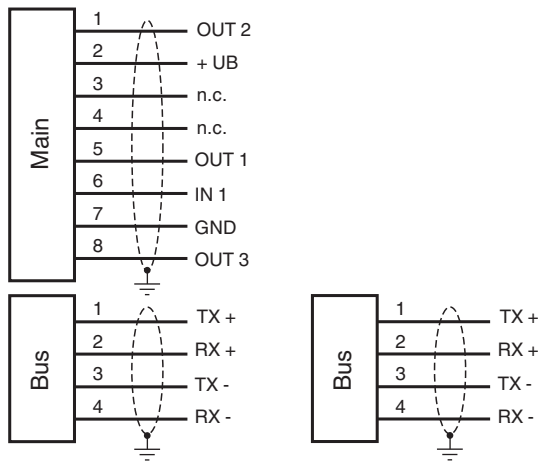 Main
1 OUT 2
2 + UB
3 n.c.
4 n.c.
5 OUT 1
6 IN 1
7 GND
8 OUT 3
Bus
1 TX +
2 RX +
3 TX -
4 RX -
Bus
1 TX +
2 RX +
3 TX -
4 RX -